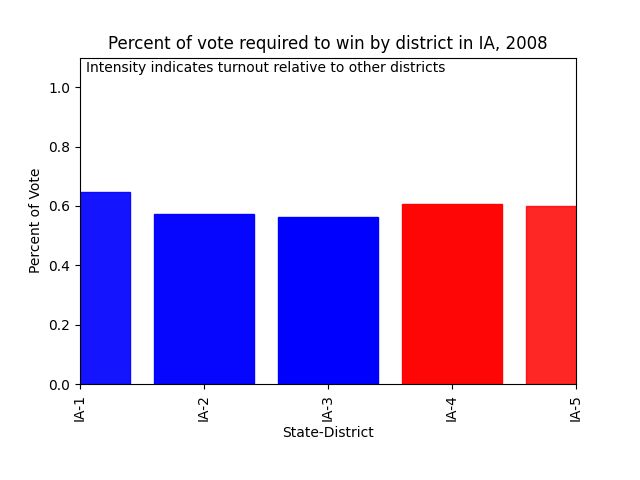 Percent of vote required to win by district in IA, 2008
Intensity indicates turnout relative to other districts
1.0
0.8
0.6
0.4
0.2
0.0
Percent of Vote
IA-1
IA-2
IA-3
IA-4
IA-5
State-District